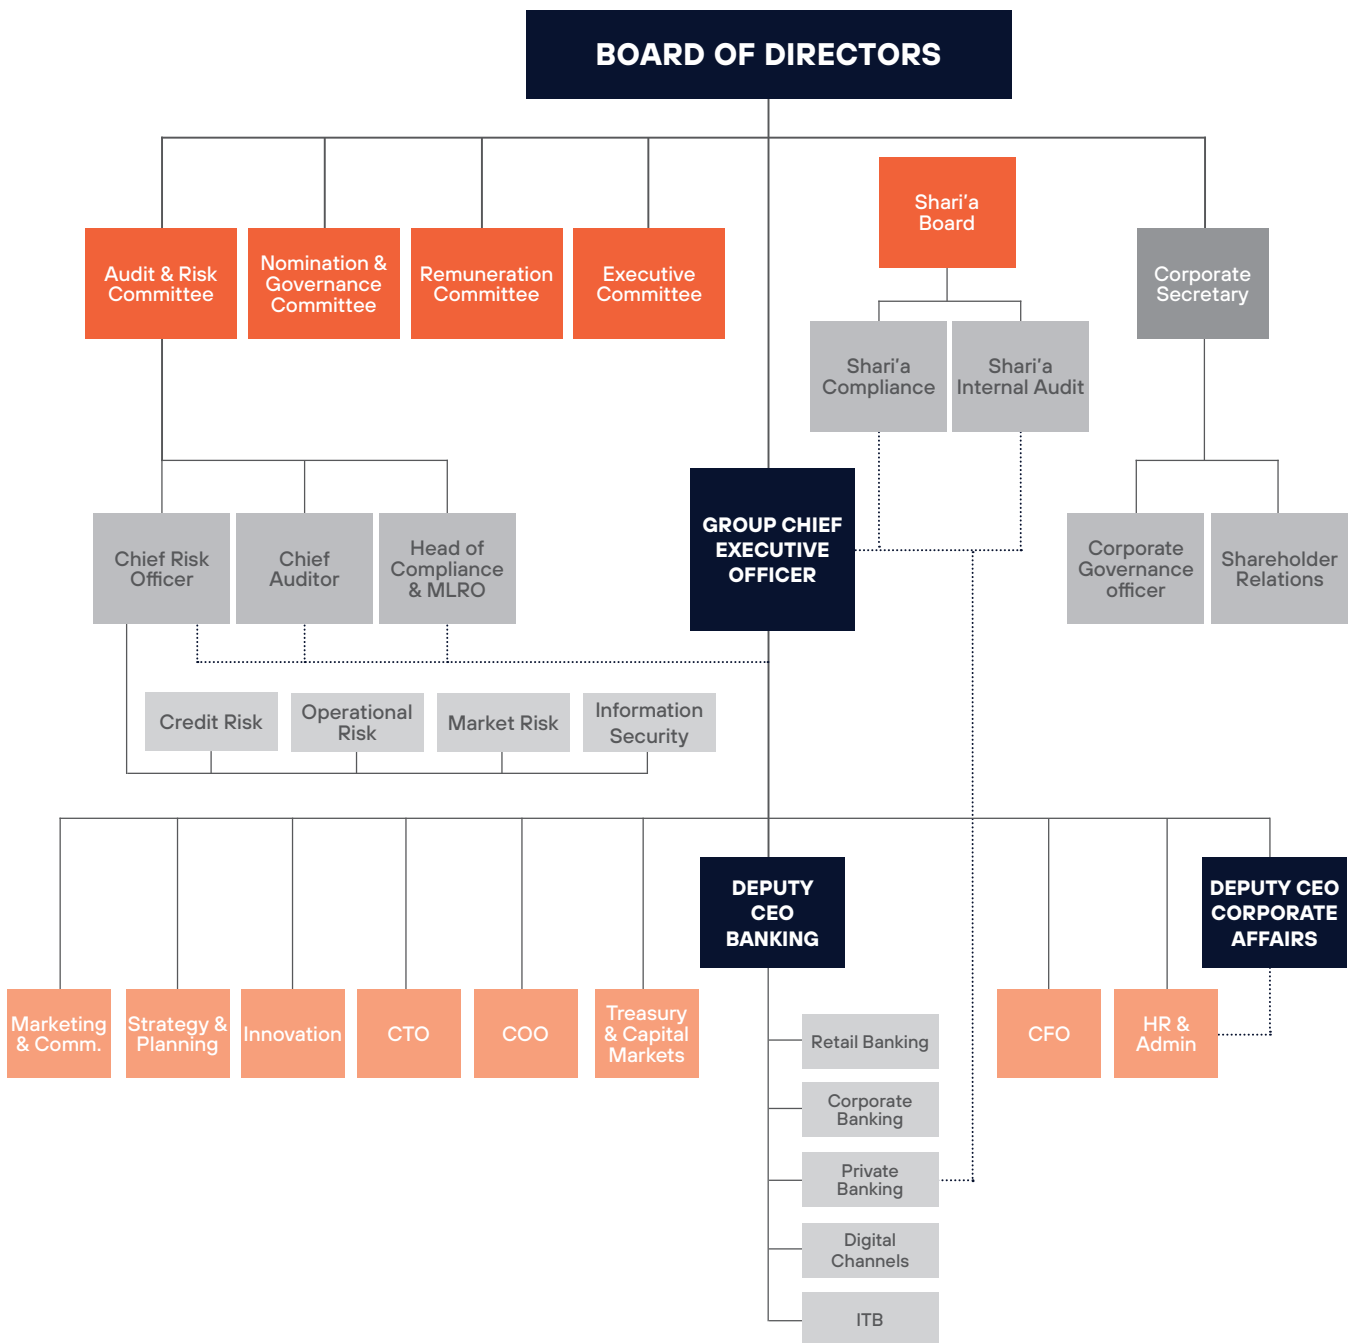 BOARD OF DIRECTORS
Shari'a
Board
Audit & Risk
Committee
Nomination &
Governance
Committee
Remuneration
Committee
Executive
Committee
Corporate
Secretary
Shari'a
Compliance
Shari'a
Internal Audit
GROUP CHIEF
EXECUTIVE
OFFICER
Chief Risk
Officer
Chief
Auditor
Head of
Compliance
& MLRO
Corporate
Governance
officer
Shareholder
Relations
Credit Risk
Operational
Risk
Market Risk
Information
Security
DEPUTY
CEO
BANKING
DEPUTY CEO
CORPORATE
AFFAIRS
Marketing
& Comm.
Strategy &
Planning
Innovation
CTO
COO
Treasury
& Capital
Markets
CFO
HR &
Admin
Retail Banking
Corporate
Banking
Private
Banking
Digital
Channels
ITB